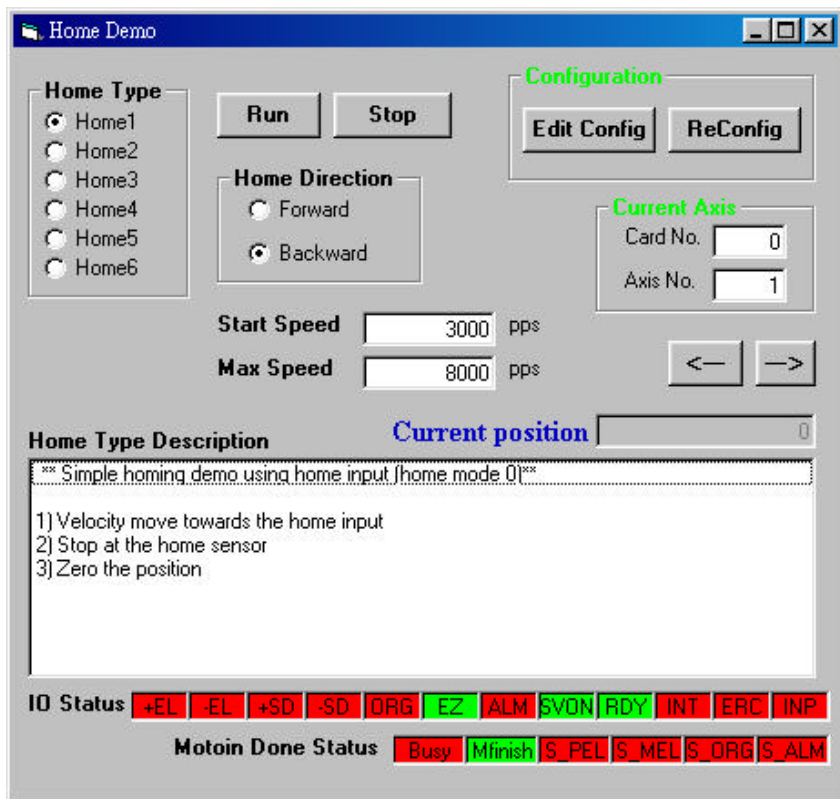 Home Demo
Home Type
Home1
Home2
Home3
Home4
Home5
Home6
Run
Stop
Home Direction
Forward
Backward
Configuration
Edit Config
ReConfig
Current Axis
Card No. 0
Axis No. 1
Start Speed 3000 pps
Max Speed 8000 pps
<— —>
Current position 0
Home Type Description
** Simple homing demo using home input (home mode 0)**
1) Velocity move towards the home input
2) Stop at the home sensor
3) Zero the position
IO Status +EL -EL +SD -SD ORG EZ ALM SVON RDY INT ERC INP
Motoin Done Status Busy Mfinish S_PEL S_MEL S_ORG S_ALM